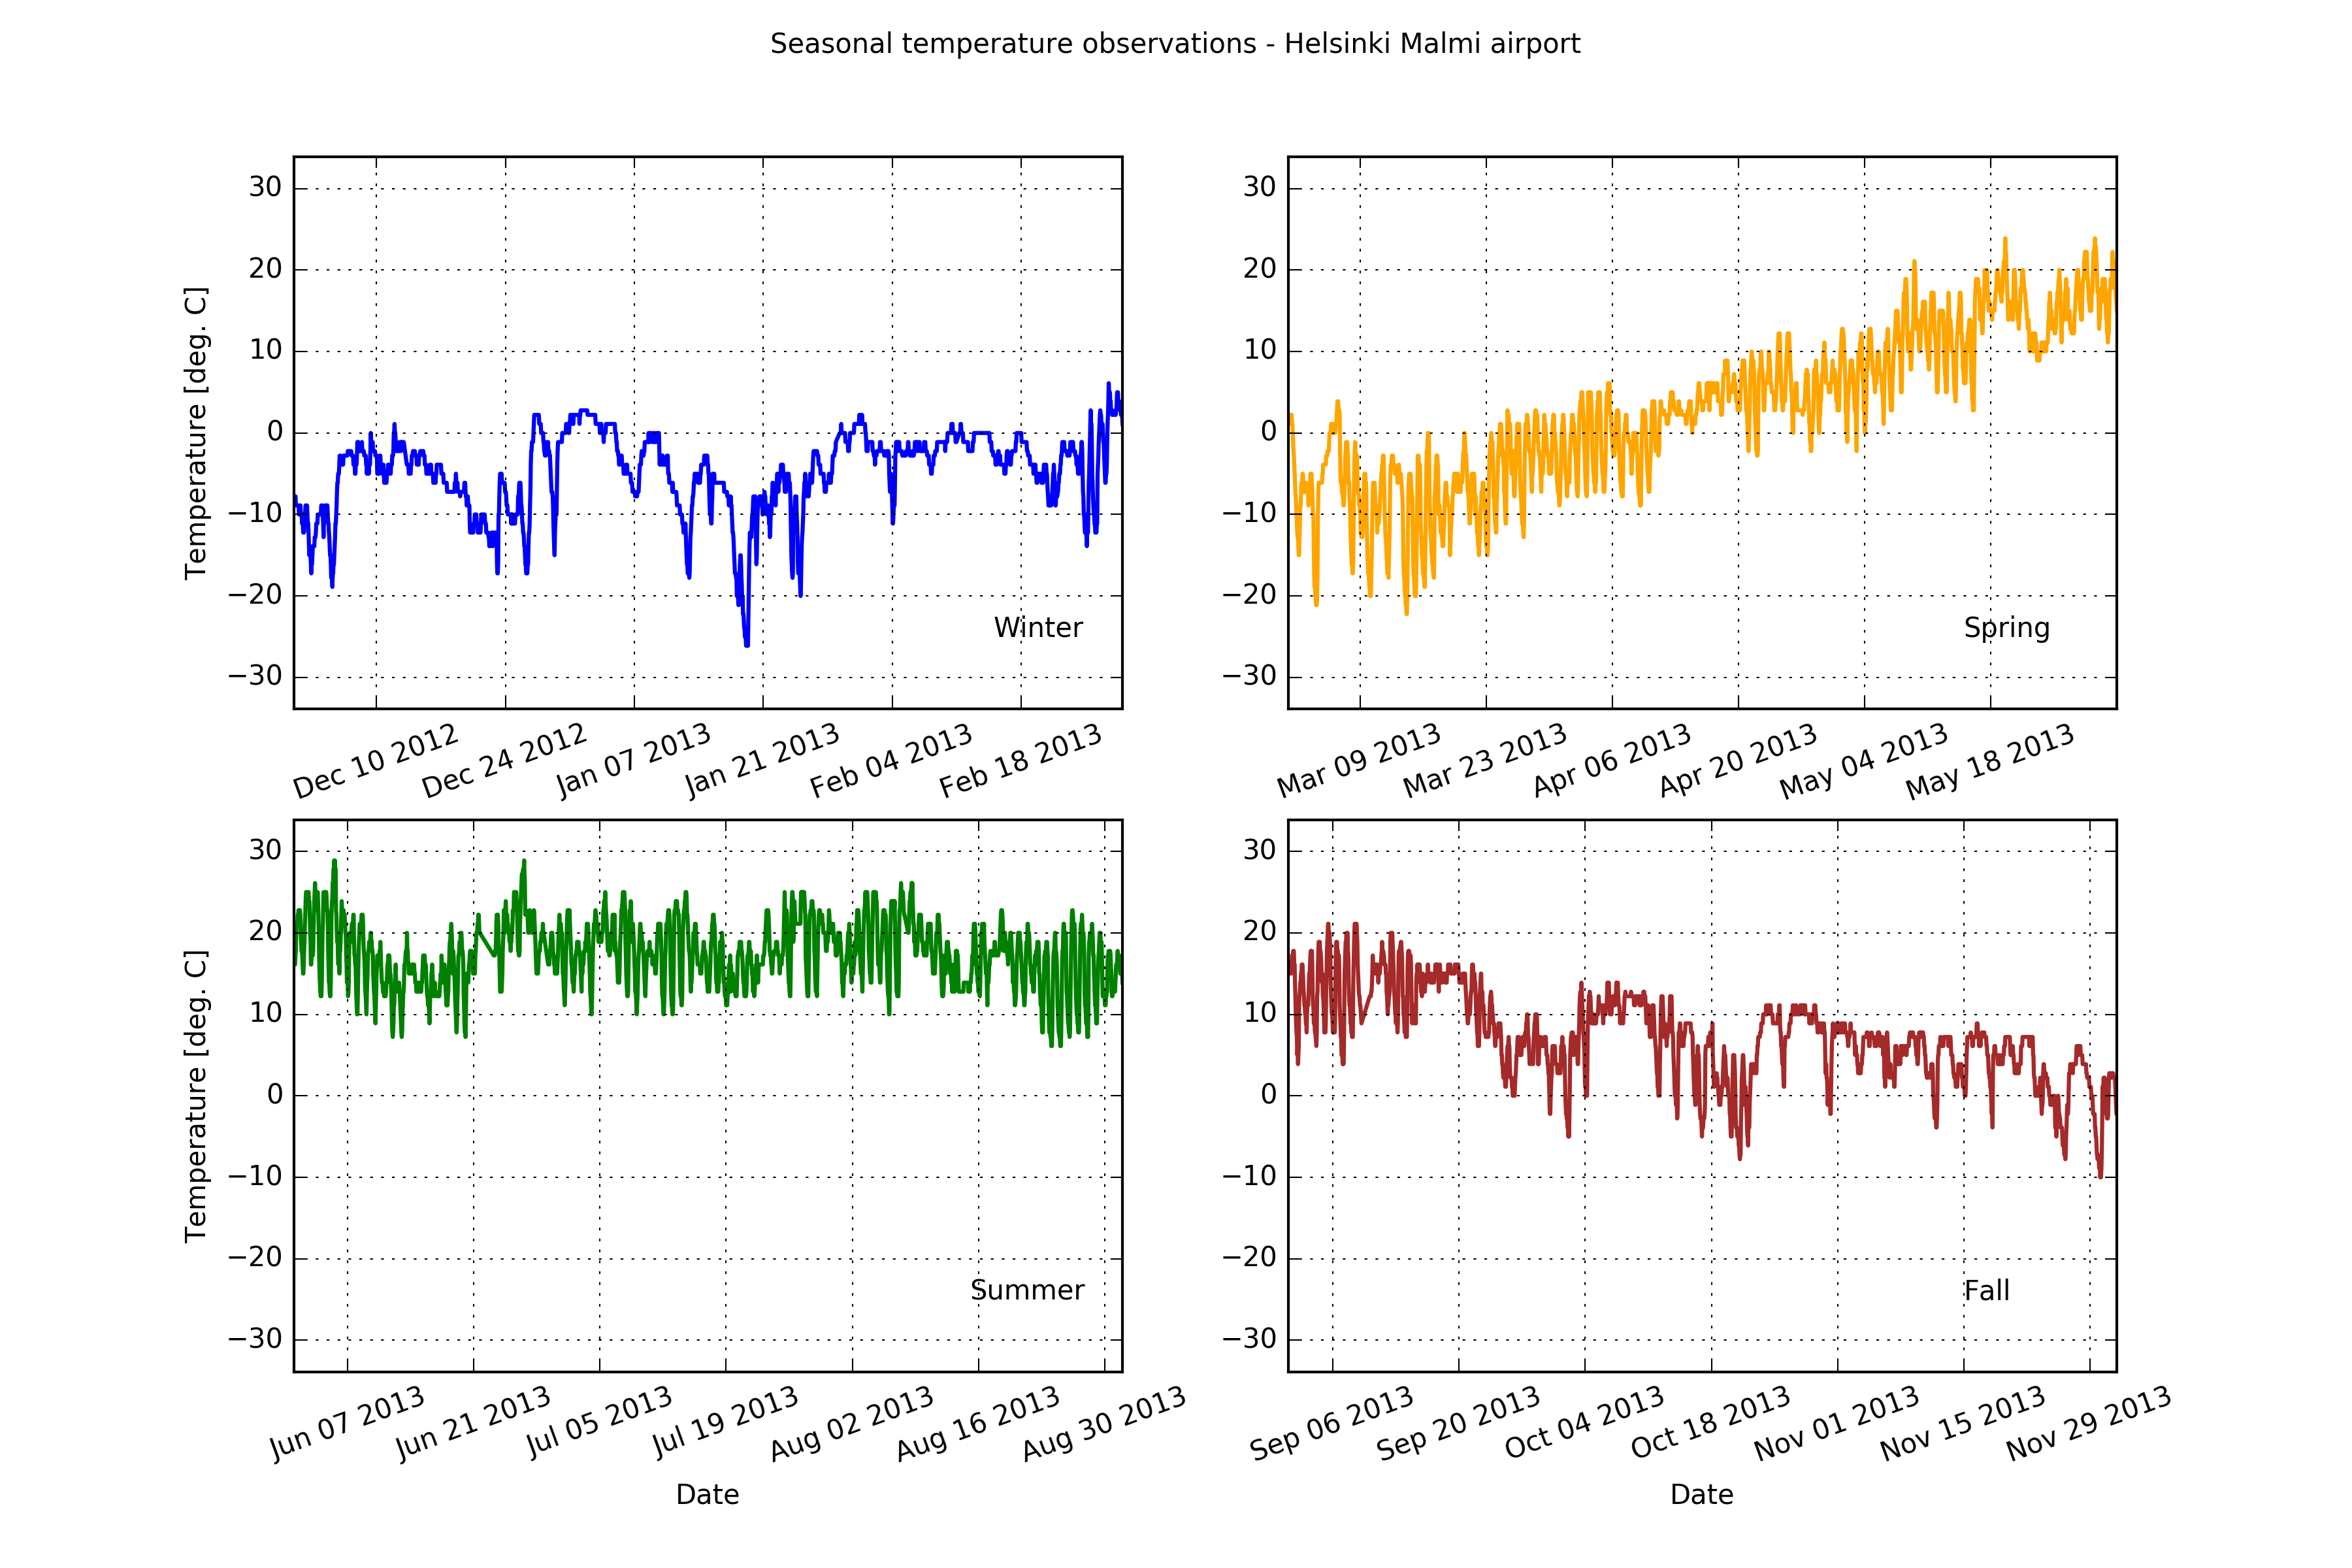 Seasonal temperature observations - Helsinki Malmi airport
Temperature [deg. C]
30
20
10
0
−10
−20
−30
Winter
Dec 10 2012
Dec 24 2012
Jan 07 2013
Jan 21 2013
Feb 04 2013
Feb 18 2013
30
20
10
0
−10
−20
−30
Spring
Mar 09 2013
Mar 23 2013
Apr 06 2013
Apr 20 2013
May 04 2013
May 18 2013
Temperature [deg. C]
30
20
10
0
−10
−20
−30
Summer
Jun 07 2013
Jun 21 2013
Jul 05 2013
Jul 19 2013
Aug 02 2013
Aug 16 2013
Aug 30 2013
Date
30
20
10
0
−10
−20
−30
Fall
Sep 06 2013
Sep 20 2013
Oct 04 2013
Oct 18 2013
Nov 01 2013
Nov 15 2013
Nov 29 2013
Date